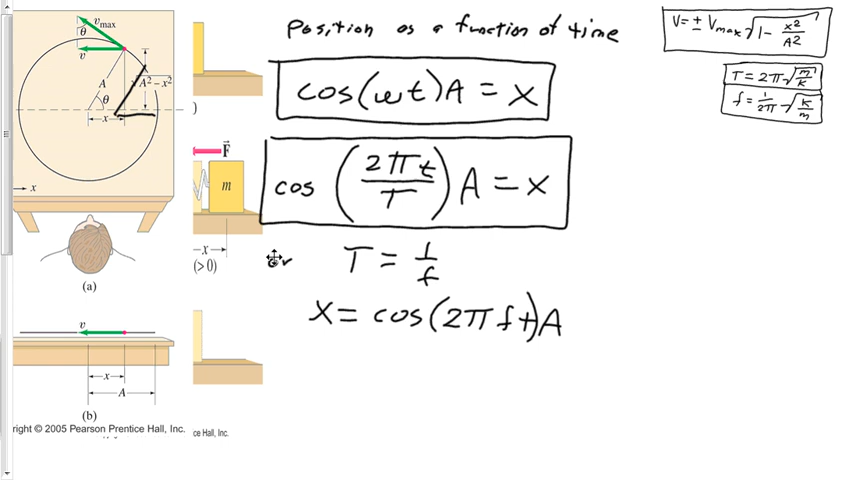 Position as a function of time
V = ± Vmax √1 - x²/A²
T = 2π √m/k
f = 1/2π √k/m
cos(ωt)A = x
cos (2πt/T) A = x
or T = 1/f
x = cos(2πft)A
vmax
θ
v
A
√A² − x²
θ
x
)
F
m
x
x
(> 0)
(a)
v
x
A
(b)
right © 2005 Pearson Prentice Hall, Inc.
ce Hall, Inc.